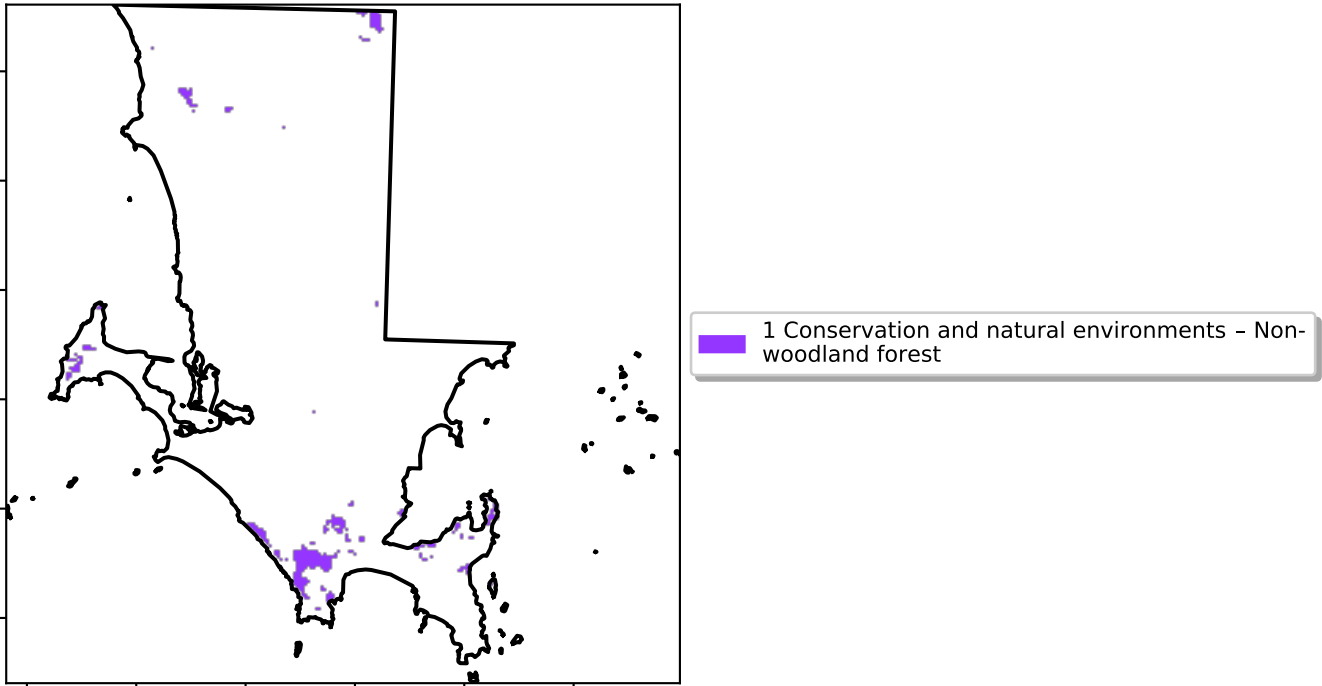 1 Conservation and natural environments – Non-
woodland forest